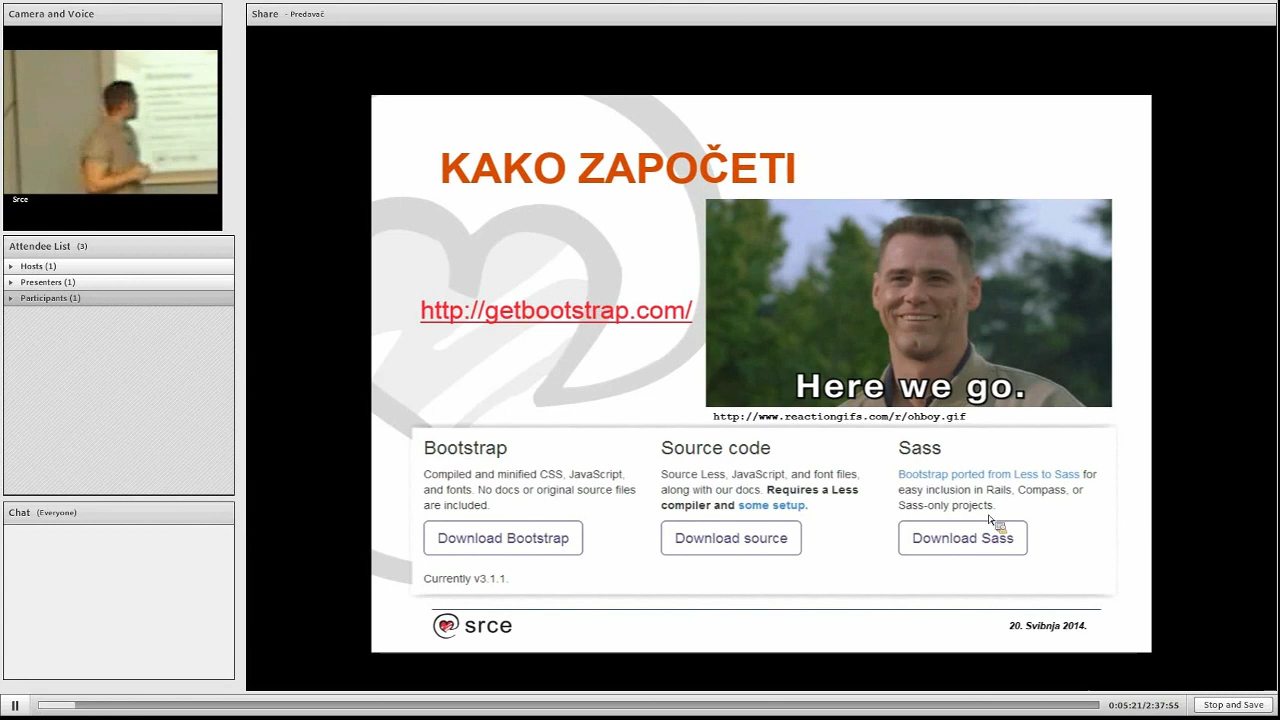 Camera and Voice
Srce
Attendee List (3)
Hosts (1)
Presenters (1)
Participants (1)
Chat (Everyone)
Share - Predavač
KAKO ZAPOČETI
http://getbootstrap.com/
Here we go.
http://www.reactiongifs.com/r/ohboy.gif
Bootstrap
Compiled and minified CSS, JavaScript,
and fonts. No docs or original source files
are included.
Download Bootstrap
Currently v3.1.1.
Source code
Source Less, JavaScript, and font files,
along with our docs. Requires a Less
compiler and some setup.
Download source
Sass
Bootstrap ported from Less to Sass for
easy inclusion in Rails, Compass, or
Sass-only projects.
Download Sass
srce
20. Svibnja 2014.
0:05:21/2:37:55
Stop and Save